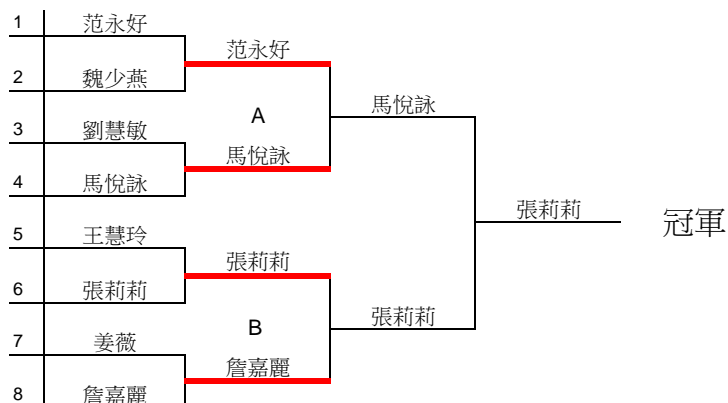 1 范永好
范永好
2 魏少燕
A
馬悅詠
3 劉慧敏
馬悅詠
4 馬悅詠
張莉莉
冠軍
5 王慧玲
張莉莉
6 張莉莉
B
張莉莉
7 姜薇
詹嘉麗
8 詹嘉麗